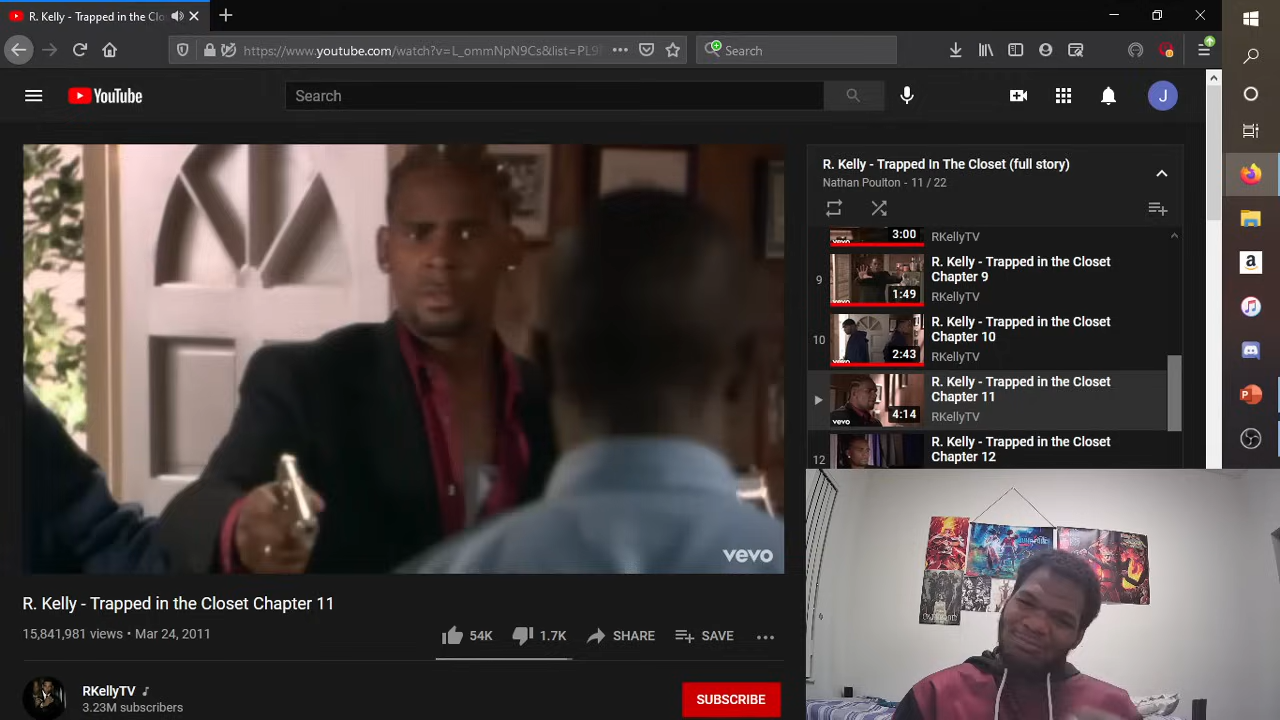 R. Kelly - Trapped in the Clo
https://www.youtube.com/watch?v=L_ommN9N9Cs&list=PL9
Search
YouTube
Search
J
vevo
R. Kelly - Trapped In The Closet (full story)
Nathan Poulton - 11 / 22
3:00
RKellyTV
9
R. Kelly - Trapped in the Closet
Chapter 9
1:49
RKellyTV
10
R. Kelly - Trapped in the Closet
Chapter 10
2:43
RKellyTV
R. Kelly - Trapped in the Closet
Chapter 11
4:14
vevo
RKellyTV
12
R. Kelly - Trapped in the Closet
Chapter 12
R. Kelly - Trapped in the Closet Chapter 11
15,841,981 views • Mar 24, 2011
54K
1.7K
SHARE
SAVE
RKellyTV
3.23M subscribers
SUBSCRIBE